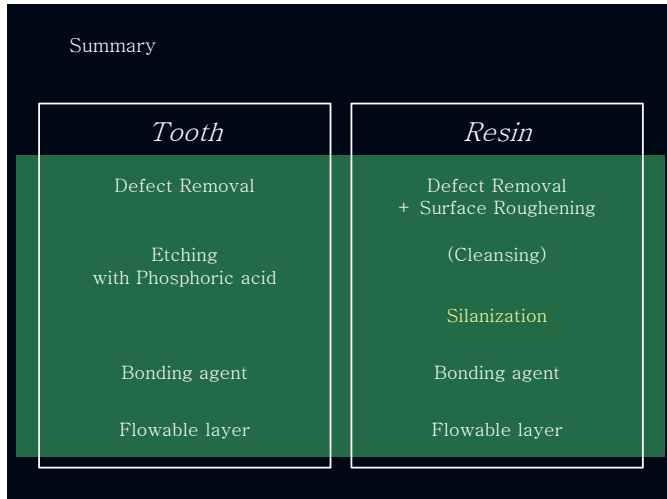 Summary
Tooth
Defect Removal
Etching
with Phosphoric acid
Bonding agent
Flowable layer
Resin
Defect Removal
+ Surface Roughening
(Cleansing)
Silanization
Bonding agent
Flowable layer